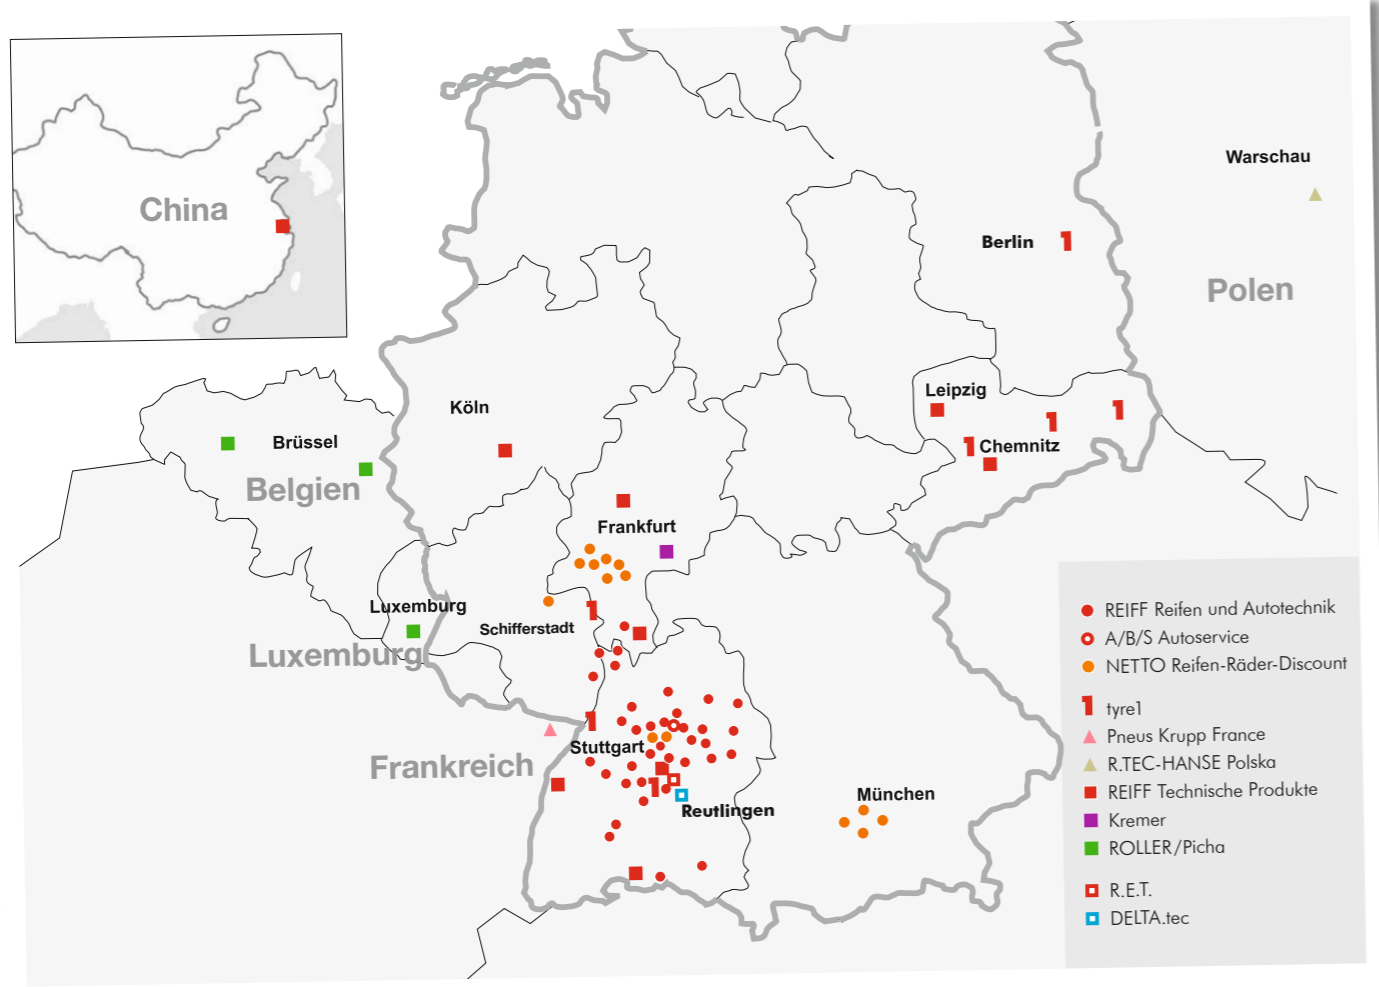 China
Warschau
Berlin
Polen
Leipzig
Köln
Brüssel
Chemnitz
Belgien
Frankfurt
Luxemburg
Schifferstadt
Luxemburg
Stuttgart
Frankreich
München
Reutlingen
REIFF Reifen und Autotechnik
A/B/S Autoservice
NETTO Reifen-Räder-Discount
tyre1
Pneus Krupp France
R.TEC-HANSE Polska
REIFF Technische Produkte
Kremer
ROLLER/Picha
R.E.T.
DELTA.tec